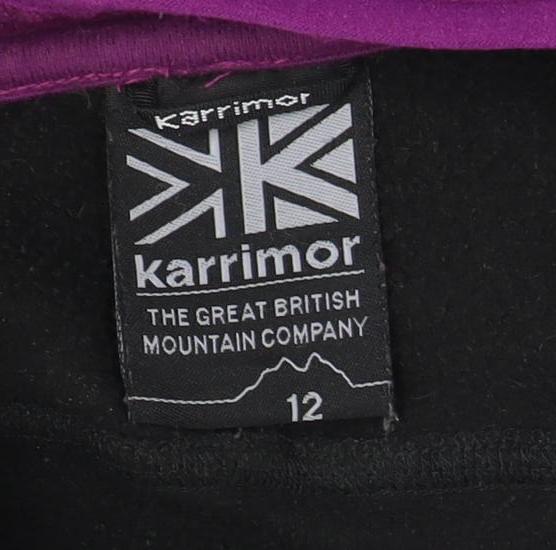 karrimor
karrimor
THE GREAT BRITISH
MOUNTAIN COMPANY
12